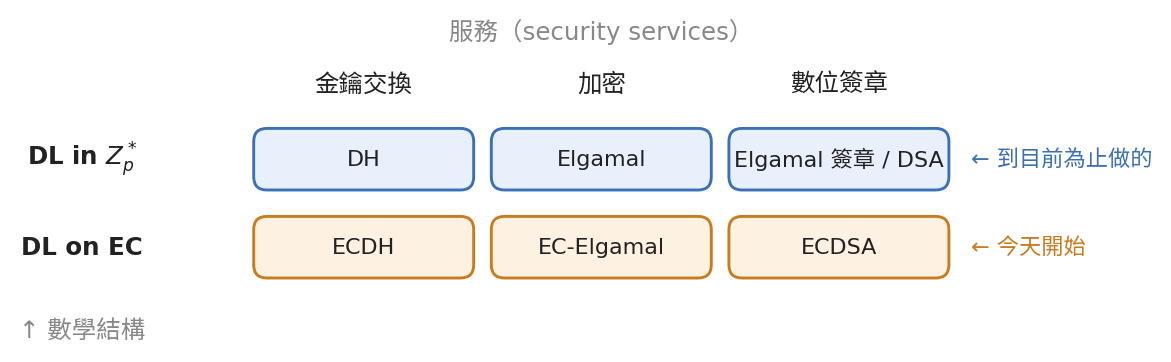 服務（security services）
金鑰交換 加密 數位簽章
DL in $Z_p^*$ DH Elgamal Elgamal 簽章 / DSA ← 到目前為止做的
DL on EC ECDH EC-Elgamal ECDSA ← 今天開始
↑ 數學結構